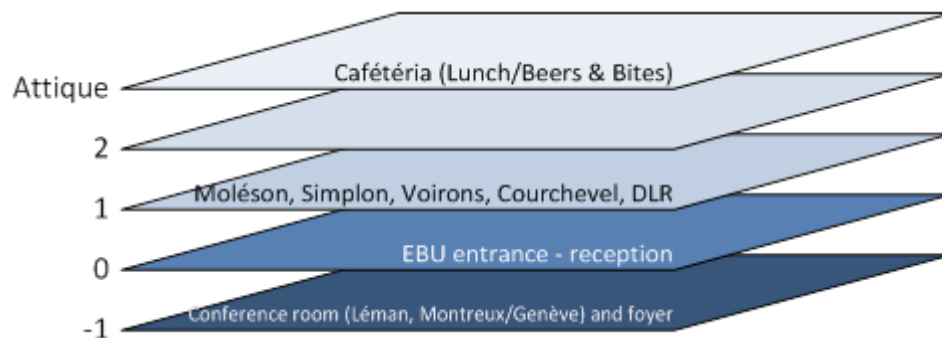 Cafétéria (Lunch/Beers & Bites)
Attique
2
Moléson, Simplon, Voirons, Courchevel, DLR
1
EBU entrance - reception
0
Conference room (Léman, Montreux/Genève) and foyer
-1